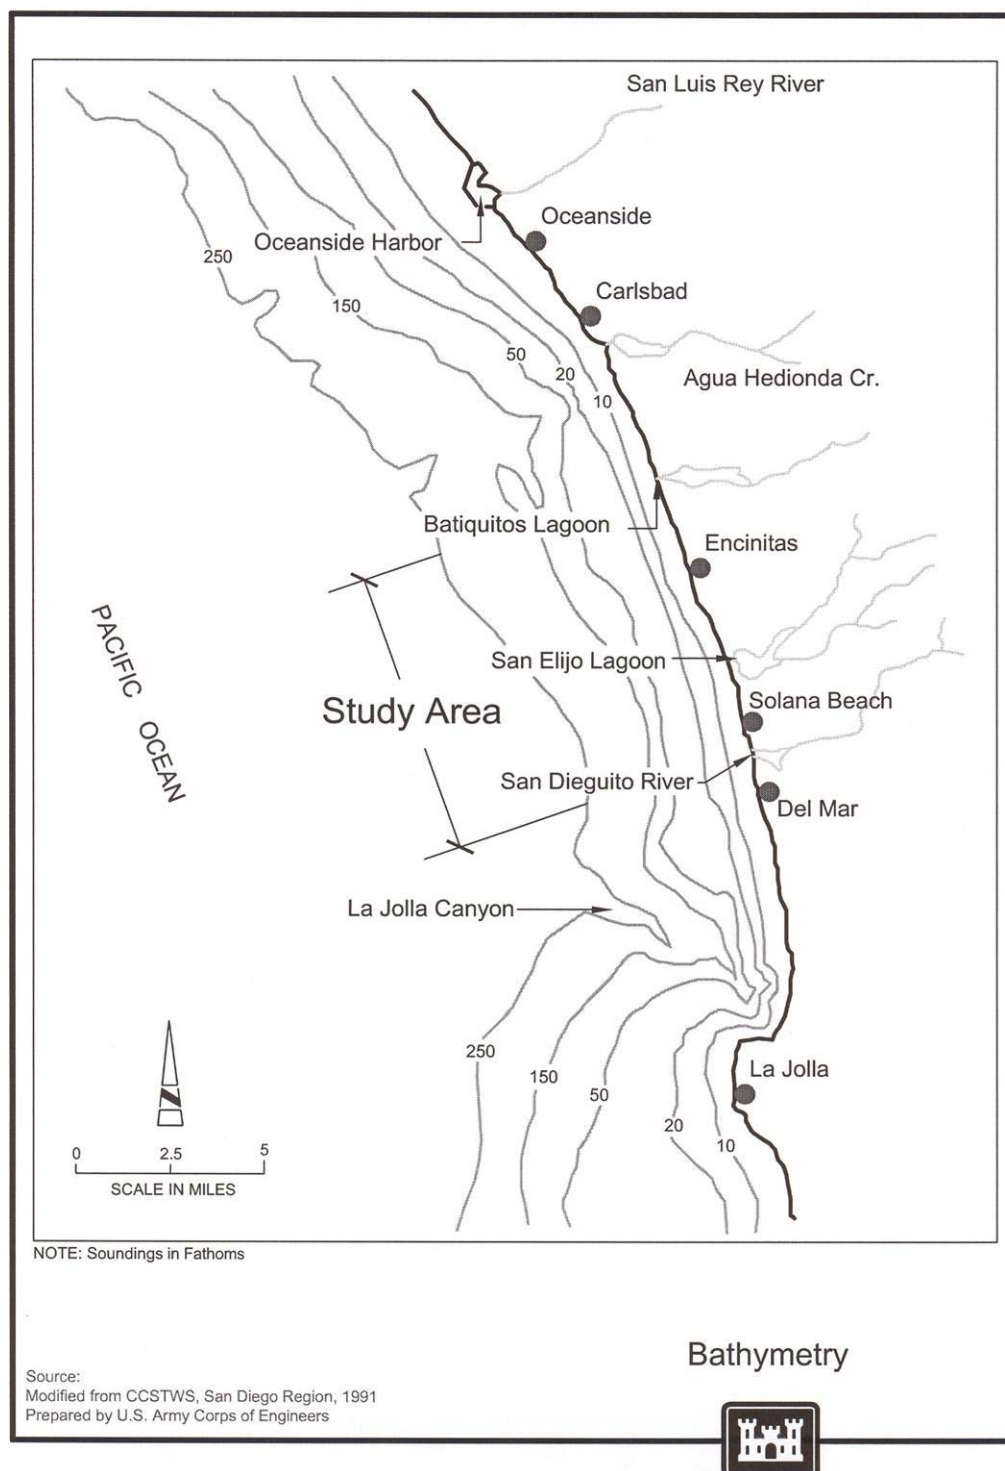 San Luis Rey River
Oceanside
Oceanside Harbor
250
Carlsbad
150
50
20
10
Agua Hedionda Cr.
Batiquitos Lagoon
Encinitas
PACIFIC OCEAN
San Elijo Lagoon
Study Area
Solana Beach
San Dieguito River
Del Mar
La Jolla Canyon
250
150
50
20
10
La Jolla
0 2.5 5
SCALE IN MILES
NOTE: Soundings in Fathoms
Bathymetry
Source:
Modified from CCSTWS, San Diego Region, 1991
Prepared by U.S. Army Corps of Engineers